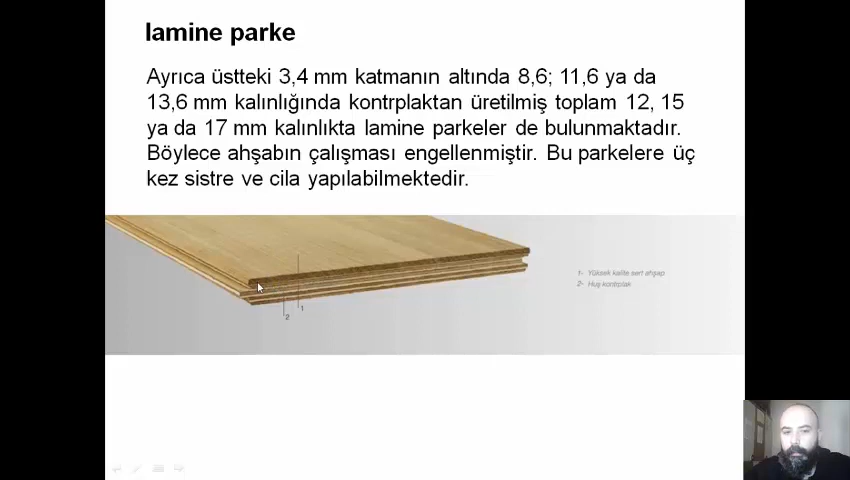 lamine parke
Ayrıca üstteki 3,4 mm katmanın altında 8,6; 11,6 ya da
13,6 mm kalınlığında kontrplaktan üretilmiş toplam 12, 15
ya da 17 mm kalınlıkta lamine parkeler de bulunmaktadır.
Böylece ahşabın çalışması engellenmiştir. Bu parkelere üç
kez sistre ve cila yapılabilmektedir.
1- Yüksek kalite sert ahşap
2- Huş kontrplak
1
2